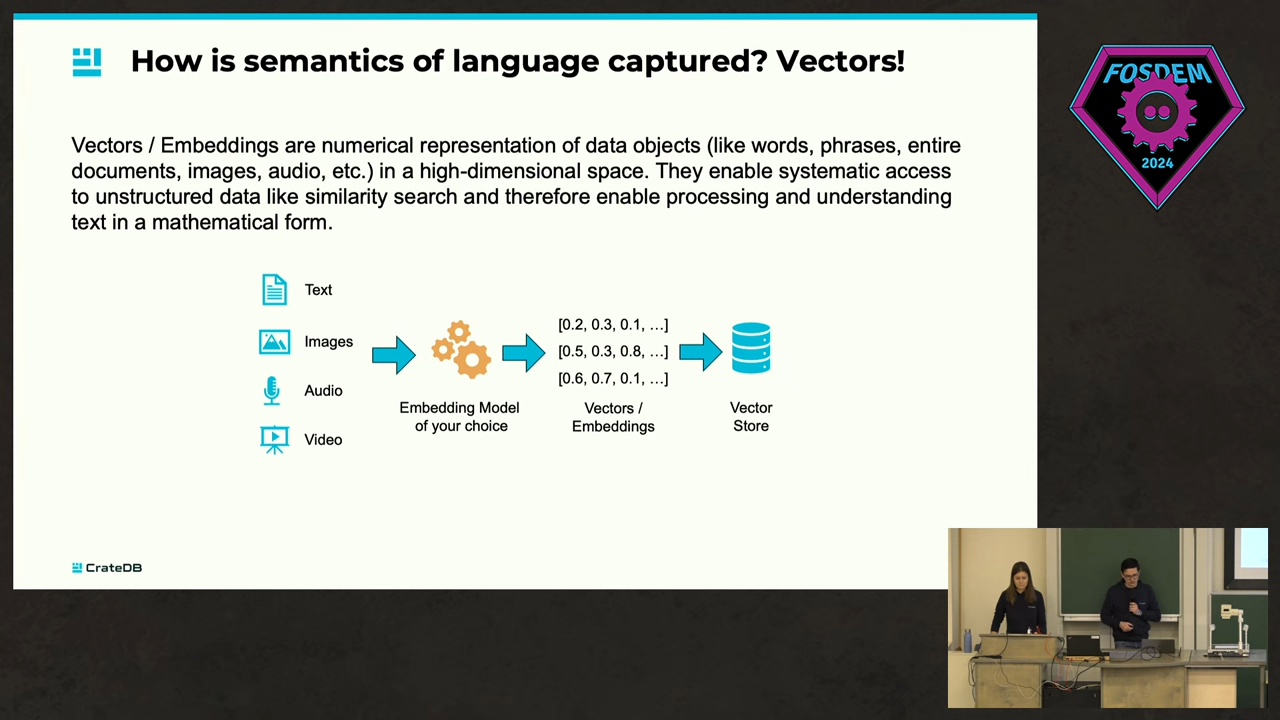 How is semantics of language captured? Vectors!
Vectors / Embeddings are numerical representation of data objects (like words, phrases, entire
documents, images, audio, etc.) in a high-dimensional space. They enable systematic access
to unstructured data like similarity search and therefore enable processing and understanding
text in a mathematical form.
Text
Images
Audio
Video
Embedding Model
of your choice
[0.2, 0.3, 0.1, …]
[0.5, 0.3, 0.8, …]
[0.6, 0.7, 0.1, …]
Vectors /
Embeddings
Vector
Store
CrateDB
FOSDEM
2024